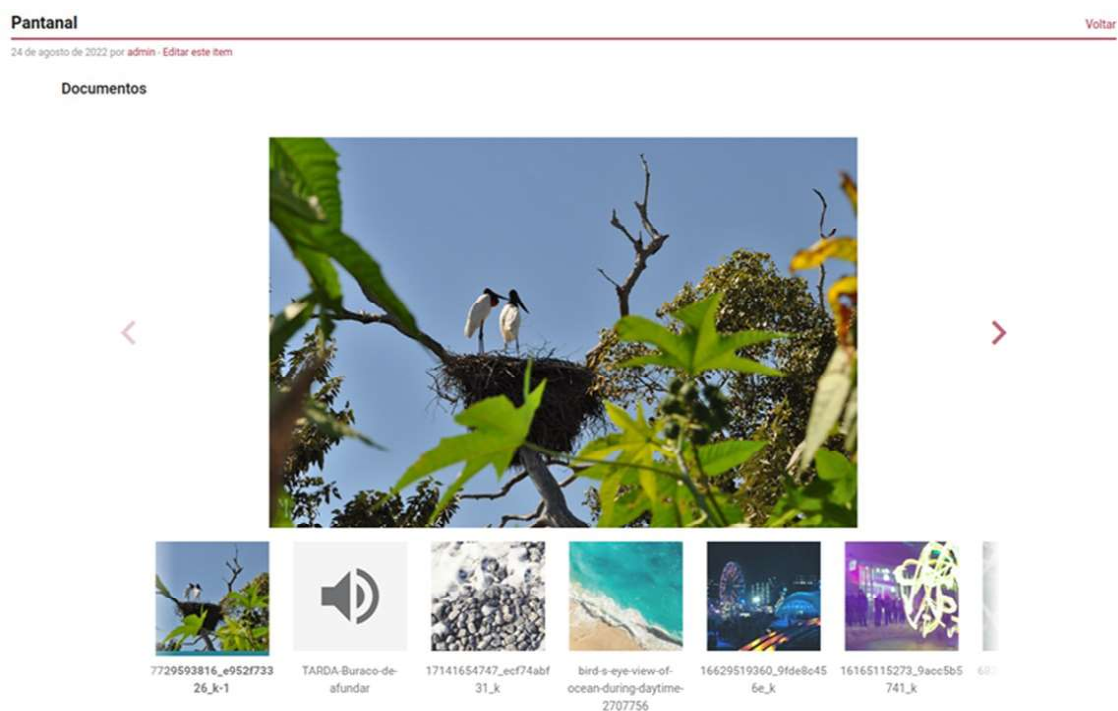 Pantanal
Voltar
24 de agosto de 2022 por admin - Editar este item
Documentos
7729593816_e952f733
26_k-1
TARDA-Buraco-de-
afundar
17141654747_ecf74abf
31_k
bird-s-eye-view-of-
ocean-during-daytime-
2707756
16629519360_9fde8c45
6e_k
16165115273_9acc5b5
741_k